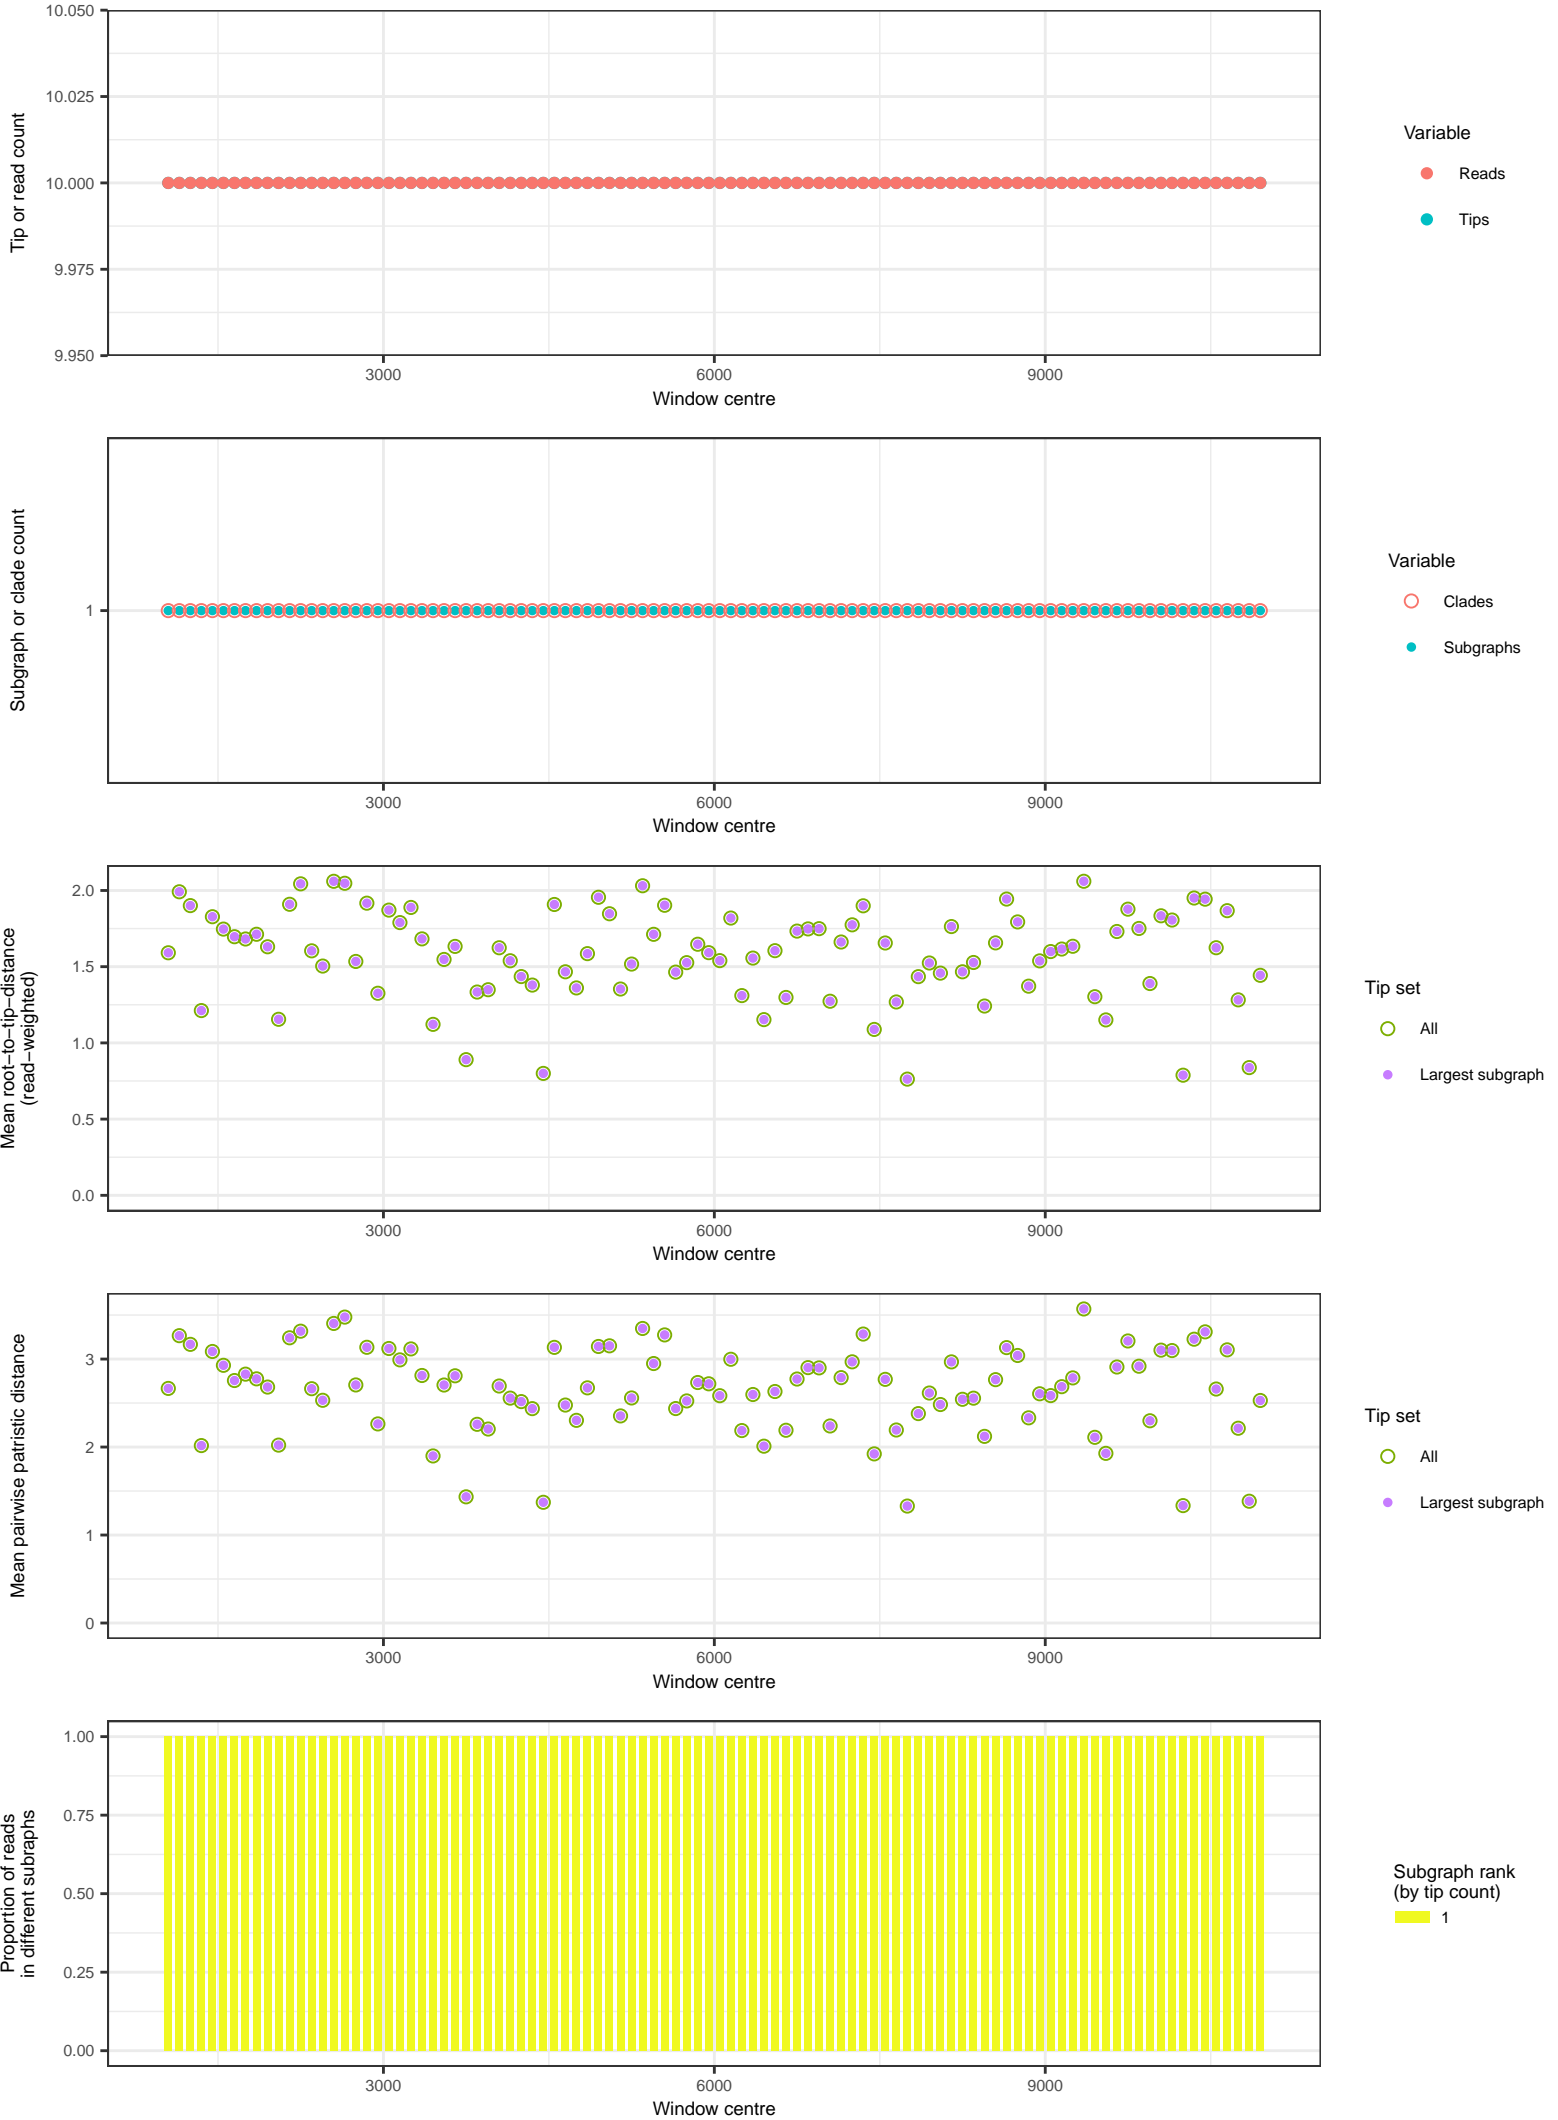 10.050
10.025
10.000
9.975
9.950
Tip or read count
3000 6000 9000
Window centre
Variable
Reads
Tips
Subgraph or clade count
1
3000 6000 9000
Window centre
Variable
Clades
Subgraphs
Mean root−to−tip−distance
(read−weighted)
2.0
1.5
1.0
0.5
0.0
3000 6000 9000
Window centre
Tip set
All
Largest subgraph
Mean pairwise patristic distance
3
2
1
0
3000 6000 9000
Window centre
Tip set
All
Largest subgraph
Proportion of reads
in different subraphs
1.00
0.75
0.50
0.25
0.00
3000 6000 9000
Window centre
Subgraph rank
(by tip count)
1